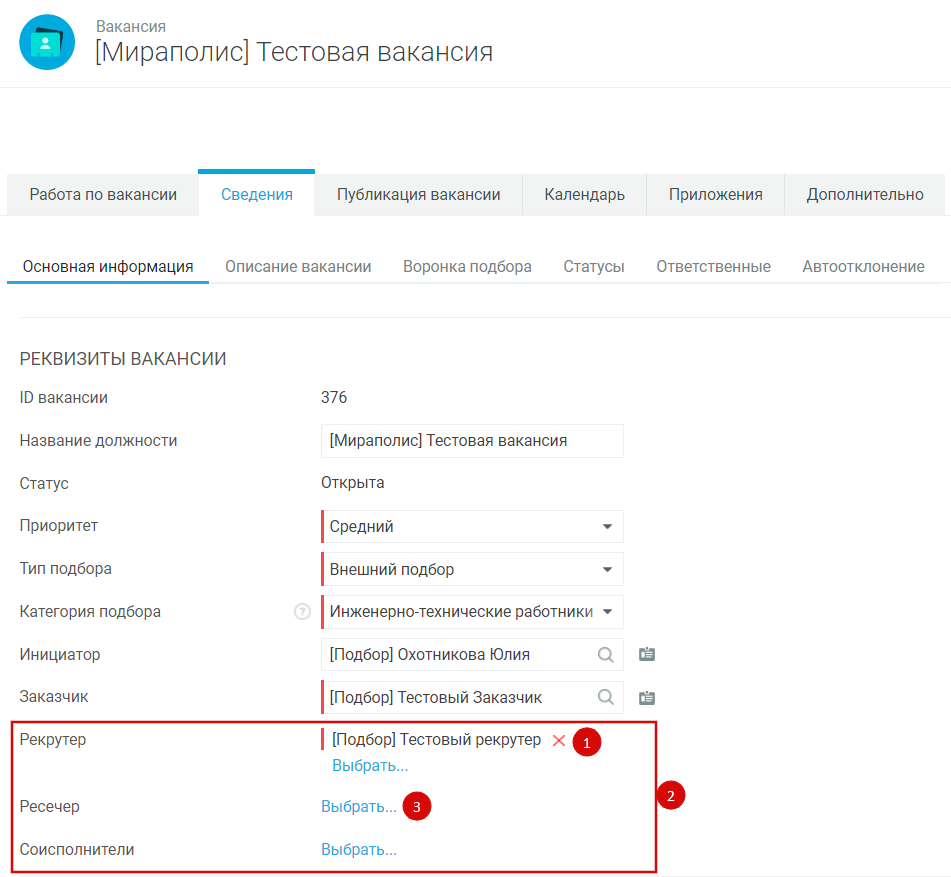 Вакансия
[Мираполис] Тестовая вакансия
Работа по вакансии Сведения Публикация вакансии Календарь Приложения Дополнительно
Основная информация Описание вакансии Воронка подбора Статусы Ответственные Автоотклонение
РЕКВИЗИТЫ ВАКАНСИИ
ID вакансии 376
Название должности [Мираполис] Тестовая вакансия
Статус Открыта
Приоритет Средний
Тип подбора Внешний подбор
Категория подбора ? Инженерно-технические работники
Инициатор [Подбор] Охотникова Юлия
Заказчик [Подбор] Тестовый Заказчик
Рекрутер [Подбор] Тестовый рекрутер 1
Выбрать...
2
Ресечер Выбрать... 3
Соисполнители Выбрать...